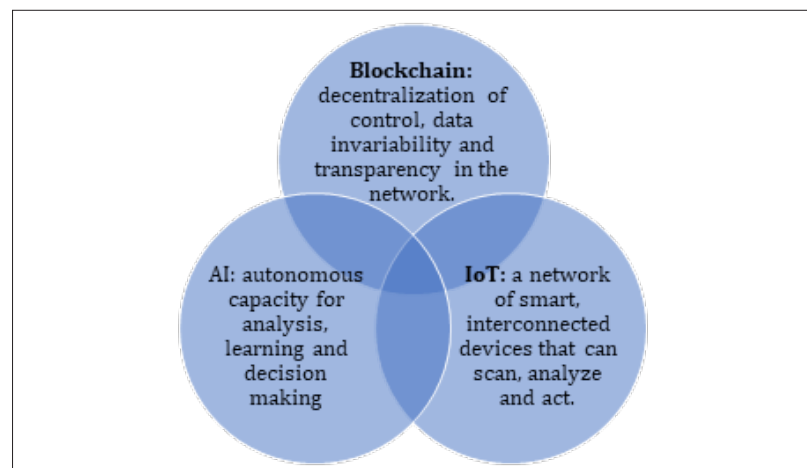 Blockchain:
decentralization of
control, data
invariability and
transparency in the
network.
AI: autonomous
capacity for
analysis,
learning and
decision
making
IoT: a network
of smart,
interconnected
devices that can
scan, analyze
and act.